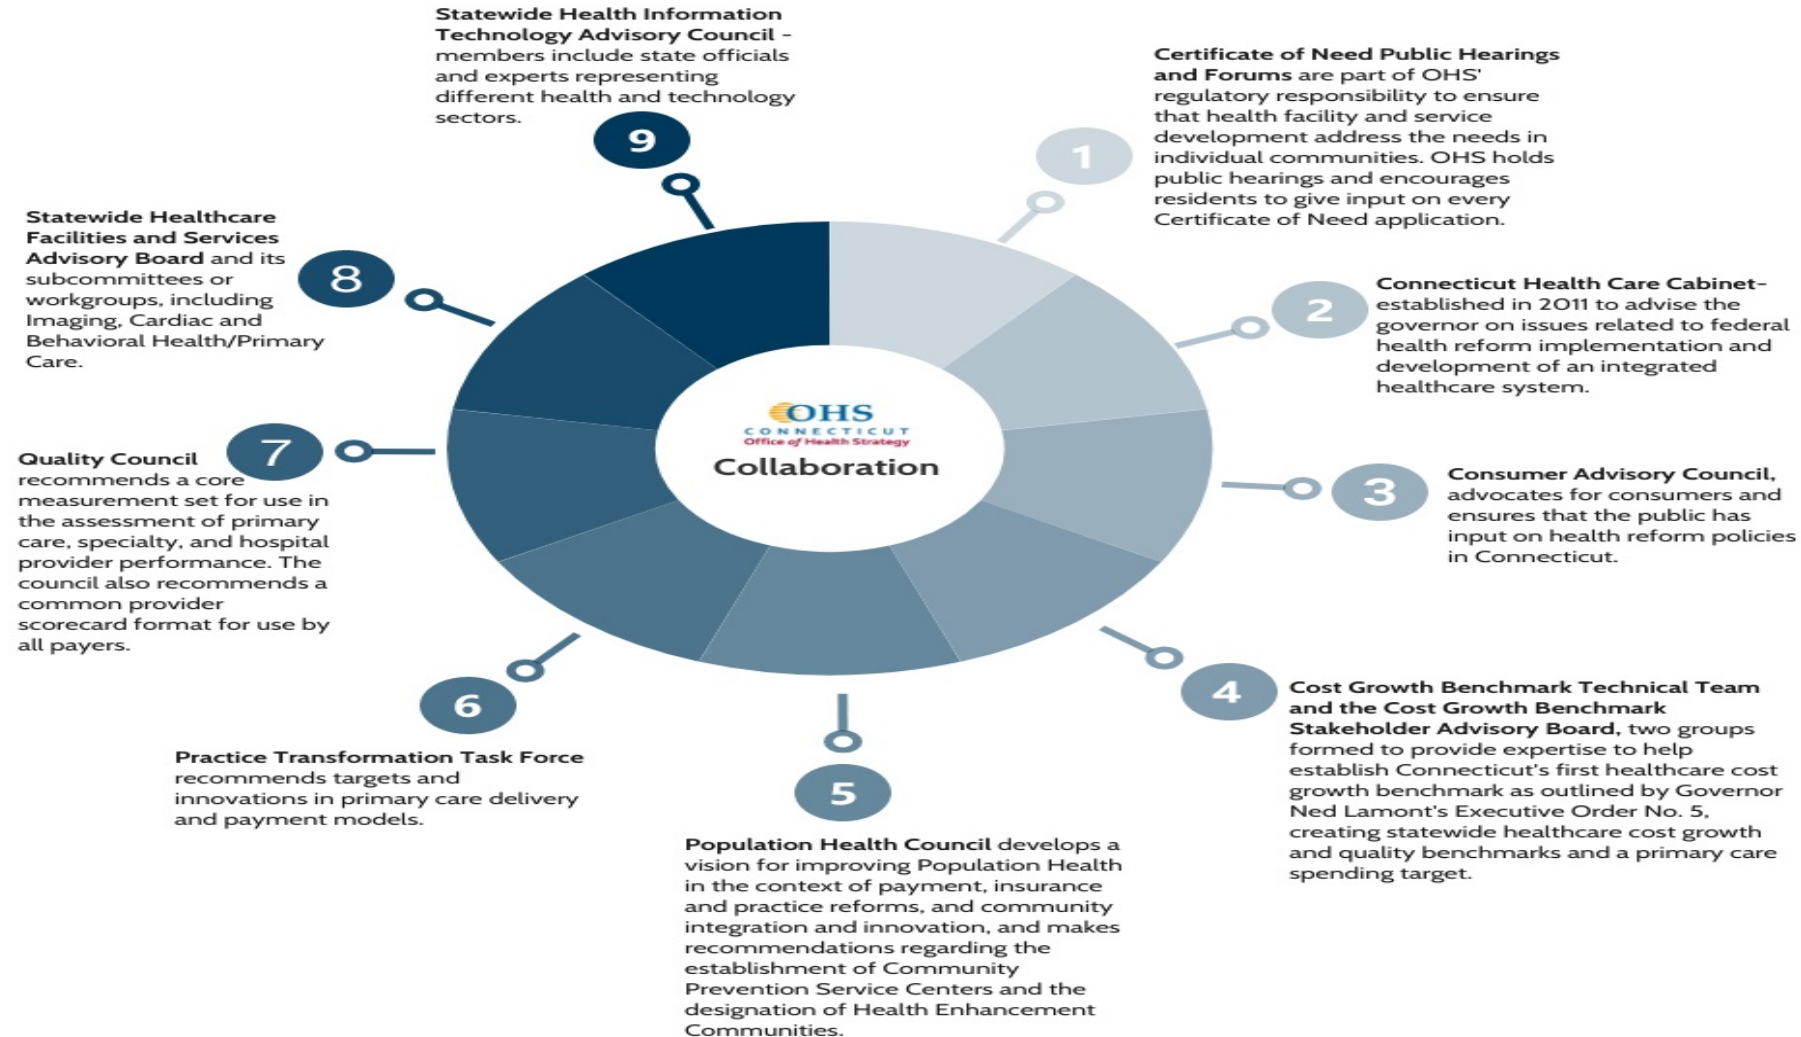 Statewide Health Information
Technology Advisory Council -
members include state officials
and experts representing
different health and technology
sectors.
9
1
Certificate of Need Public Hearings
and Forums are part of OHS'
regulatory responsibility to ensure
that health facility and service
development address the needs in
individual communities. OHS holds
public hearings and encourages
residents to give input on every
Certificate of Need application.
2
Connecticut Health Care Cabinet-
established in 2011 to advise the
governor on issues related to federal
health reform implementation and
development of an integrated
healthcare system.
3
Consumer Advisory Council,
advocates for consumers and
ensures that the public has
input on health reform policies
in Connecticut.
4
Cost Growth Benchmark Technical Team
and the Cost Growth Benchmark
Stakeholder Advisory Board, two groups
formed to provide expertise to help
establish Connecticut's first healthcare cost
growth benchmark as outlined by Governor
Ned Lamont's Executive Order No. 5,
creating statewide healthcare cost growth
and quality benchmarks and a primary care
spending target.
5
Population Health Council develops a
vision for improving Population Health
in the context of payment, insurance
and practice reforms, and community
integration and innovation, and makes
recommendations regarding the
establishment of Community
Prevention Service Centers and the
designation of Health Enhancement
Communities.
6
Practice Transformation Task Force
recommends targets and
innovations in primary care delivery
and payment models.
7
Quality Council
recommends a core
measurement set for use in
the assessment of primary
care, specialty, and hospital
provider performance. The
council also recommends a
common provider
scorecard format for use by
all payers.
8
Statewide Healthcare
Facilities and Services
Advisory Board and its
subcommittees or
workgroups, including
Imaging, Cardiac and
Behavioral Health/Primary
Care.
OHS
CONNECTICUT
Office of Health Strategy
Collaboration